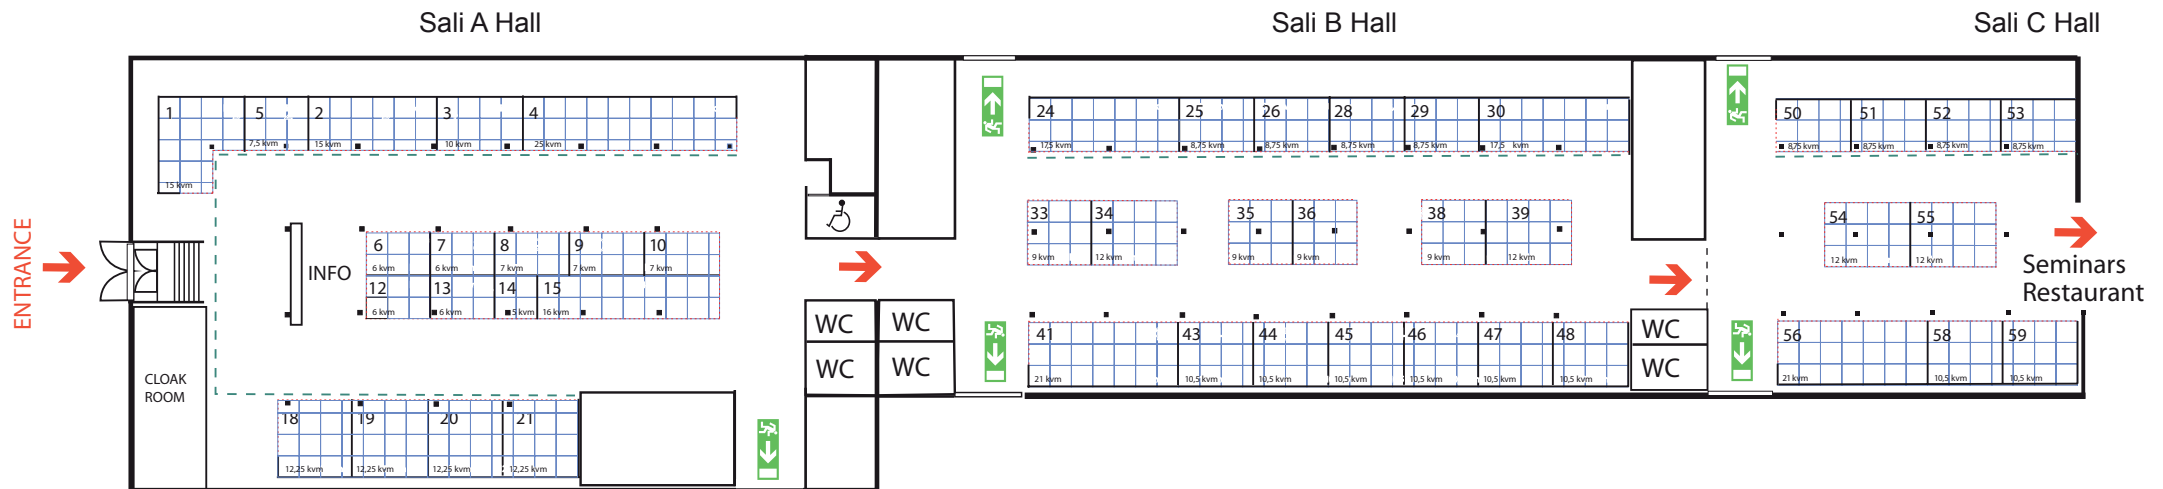 Sali A Hall
Sali B Hall
Sali C Hall
1
5
2
3
4
7,5 kvm
15 kvm
10 kvm
25 kvm
15 kvm
24
25
26
28
29
30
17,5 kvm
8,75 kvm
8,75 kvm
8,75 kvm
8,75 kvm
17,5 kvm
50
51
52
53
8,75 kvm
8,75 kvm
8,75 kvm
8,75 kvm
ENTRANCE
INFO
6
7
8
9
10
6 kvm
6 kvm
7 kvm
7 kvm
7 kvm
12
13
14
15
6 kvm
6 kvm
5 kvm
16 kvm
33
34
35
36
38
39
9 kvm
12 kvm
9 kvm
9 kvm
9 kvm
12 kvm
54
55
12 kvm
12 kvm
Seminars
Restaurant
WC
WC
WC
WC
41
43
44
45
46
47
48
21 kvm
10,5 kvm
10,5 kvm
10,5 kvm
10,5 kvm
10,5 kvm
10,5 kvm
WC
WC
56
58
59
21 kvm
10,5 kvm
10,5 kvm
CLOAK
ROOM
18
19
20
21
12,25 kvm
12,25 kvm
12,25 kvm
12,25 kvm